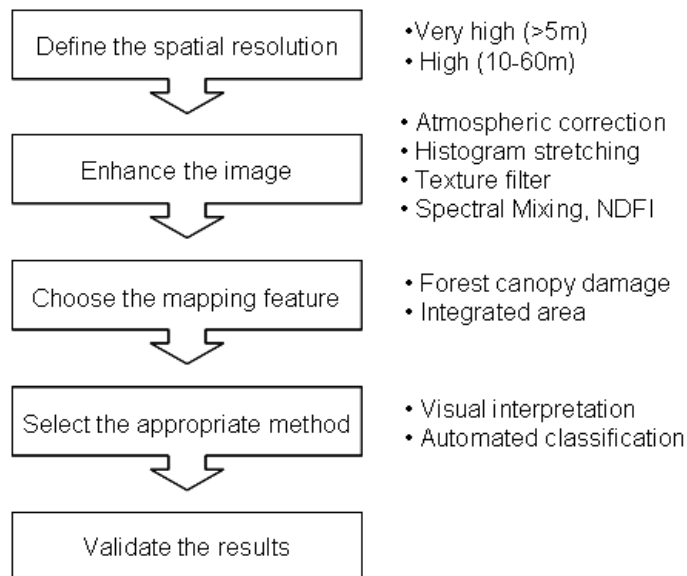 Define the spatial resolution
•Very high (>5m)
• High (10-60m)
Enhance the image
• Atmospheric correction
• Histogram stretching
• Texture filter
• Spectral Mixing, NDFI
Choose the mapping feature
• Forest canopy damage
• Integrated area
Select the appropriate method
• Visual interpretation
• Automated classification
Validate the results